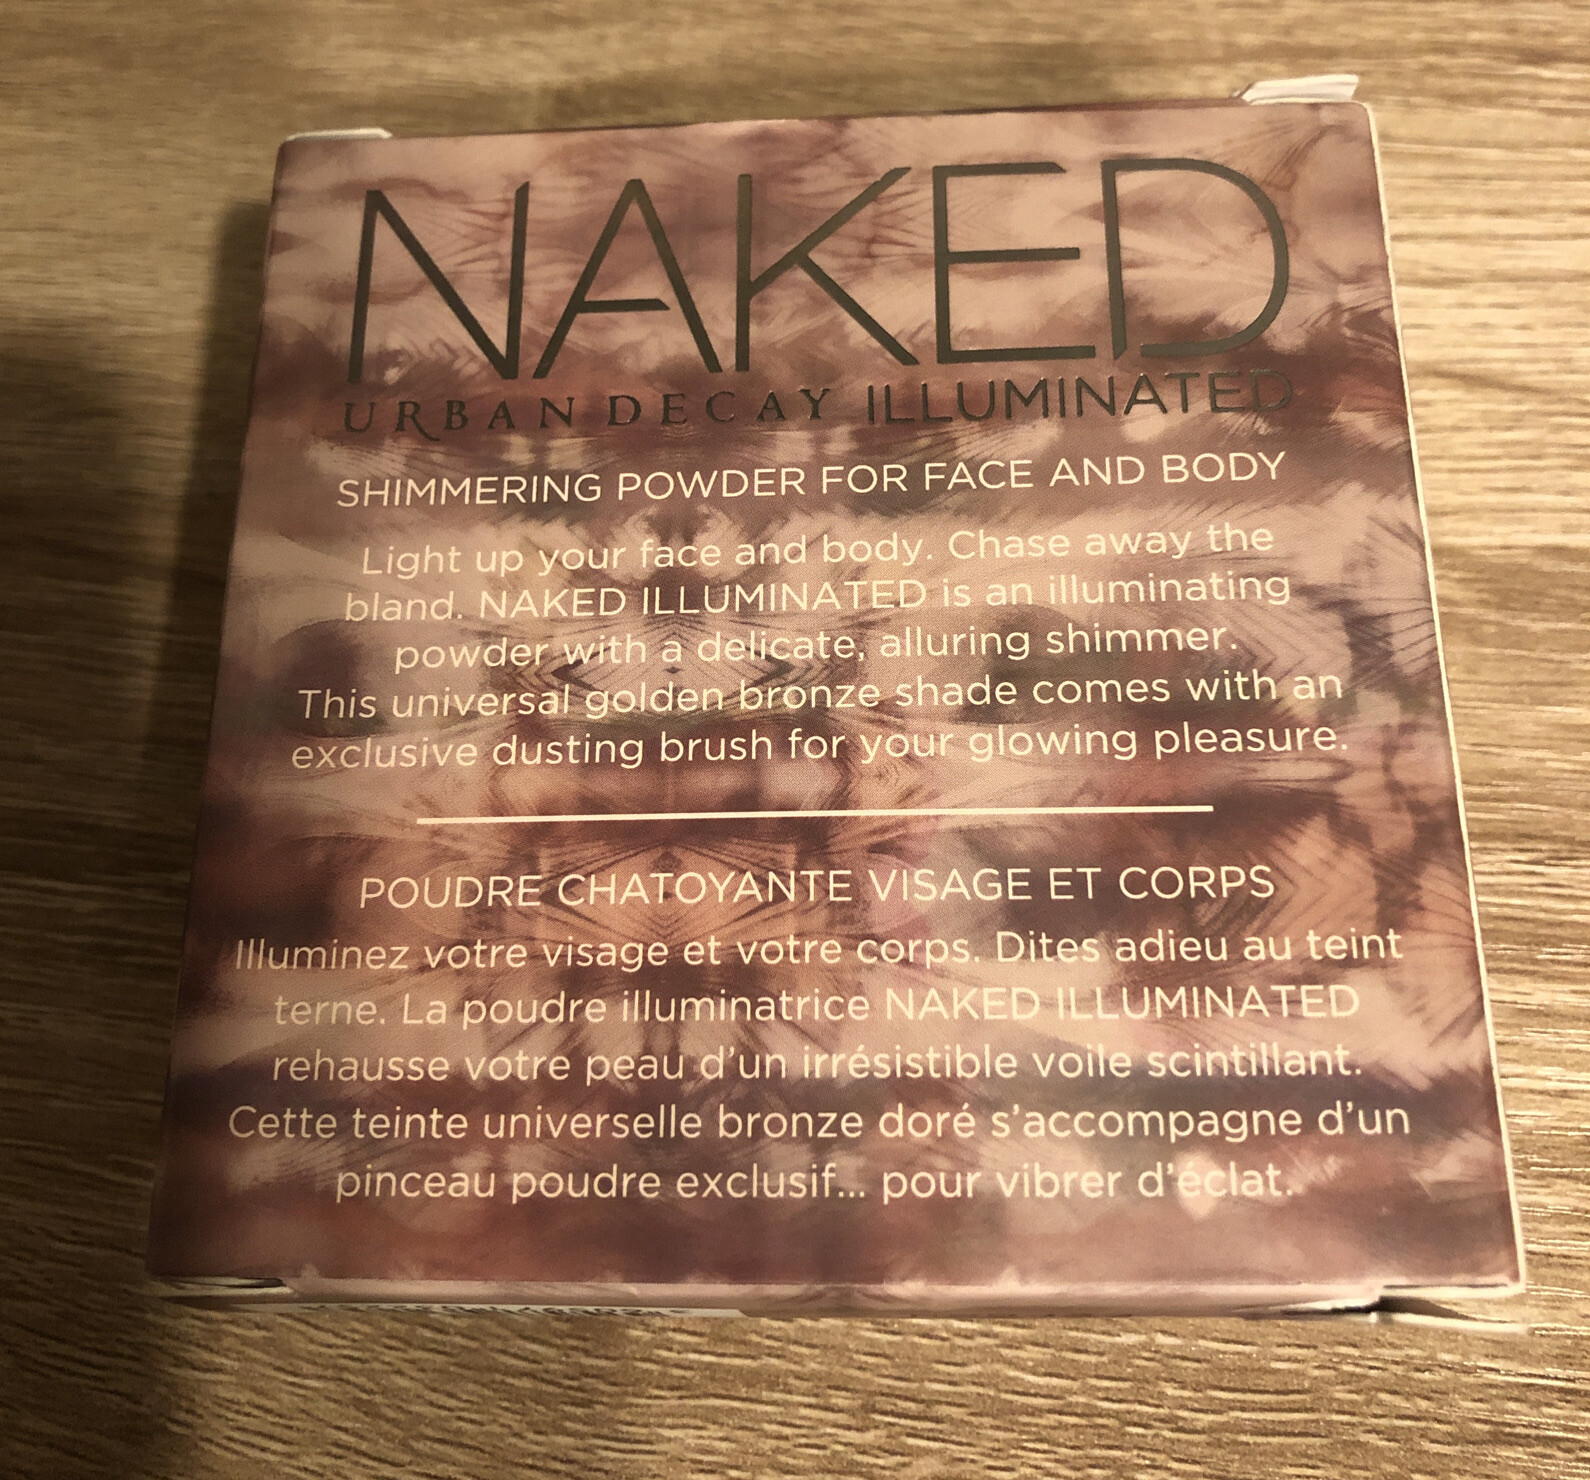 NAKED
URBAN DECAY ILLUMINATED
SHIMMERING POWDER FOR FACE AND BODY
Light up your face and body. Chase away the
bland. NAKED ILLUMINATED is an illuminating
powder with a delicate, alluring shimmer.
This universal golden bronze shade comes with an
exclusive dusting brush for your glowing pleasure.
POUDRE CHATOYANTE VISAGE ET CORPS
Illuminez votre visage et votre corps. Dites adieu au teint
terne. La poudre illuminatrice NAKED ILLUMINATED
rehausse votre peau d'un irrésistible voile scintillant.
Cette teinte universelle bronze doré s'accompagne d'un
pinceau poudre exclusif... pour vibrer d'éclat.